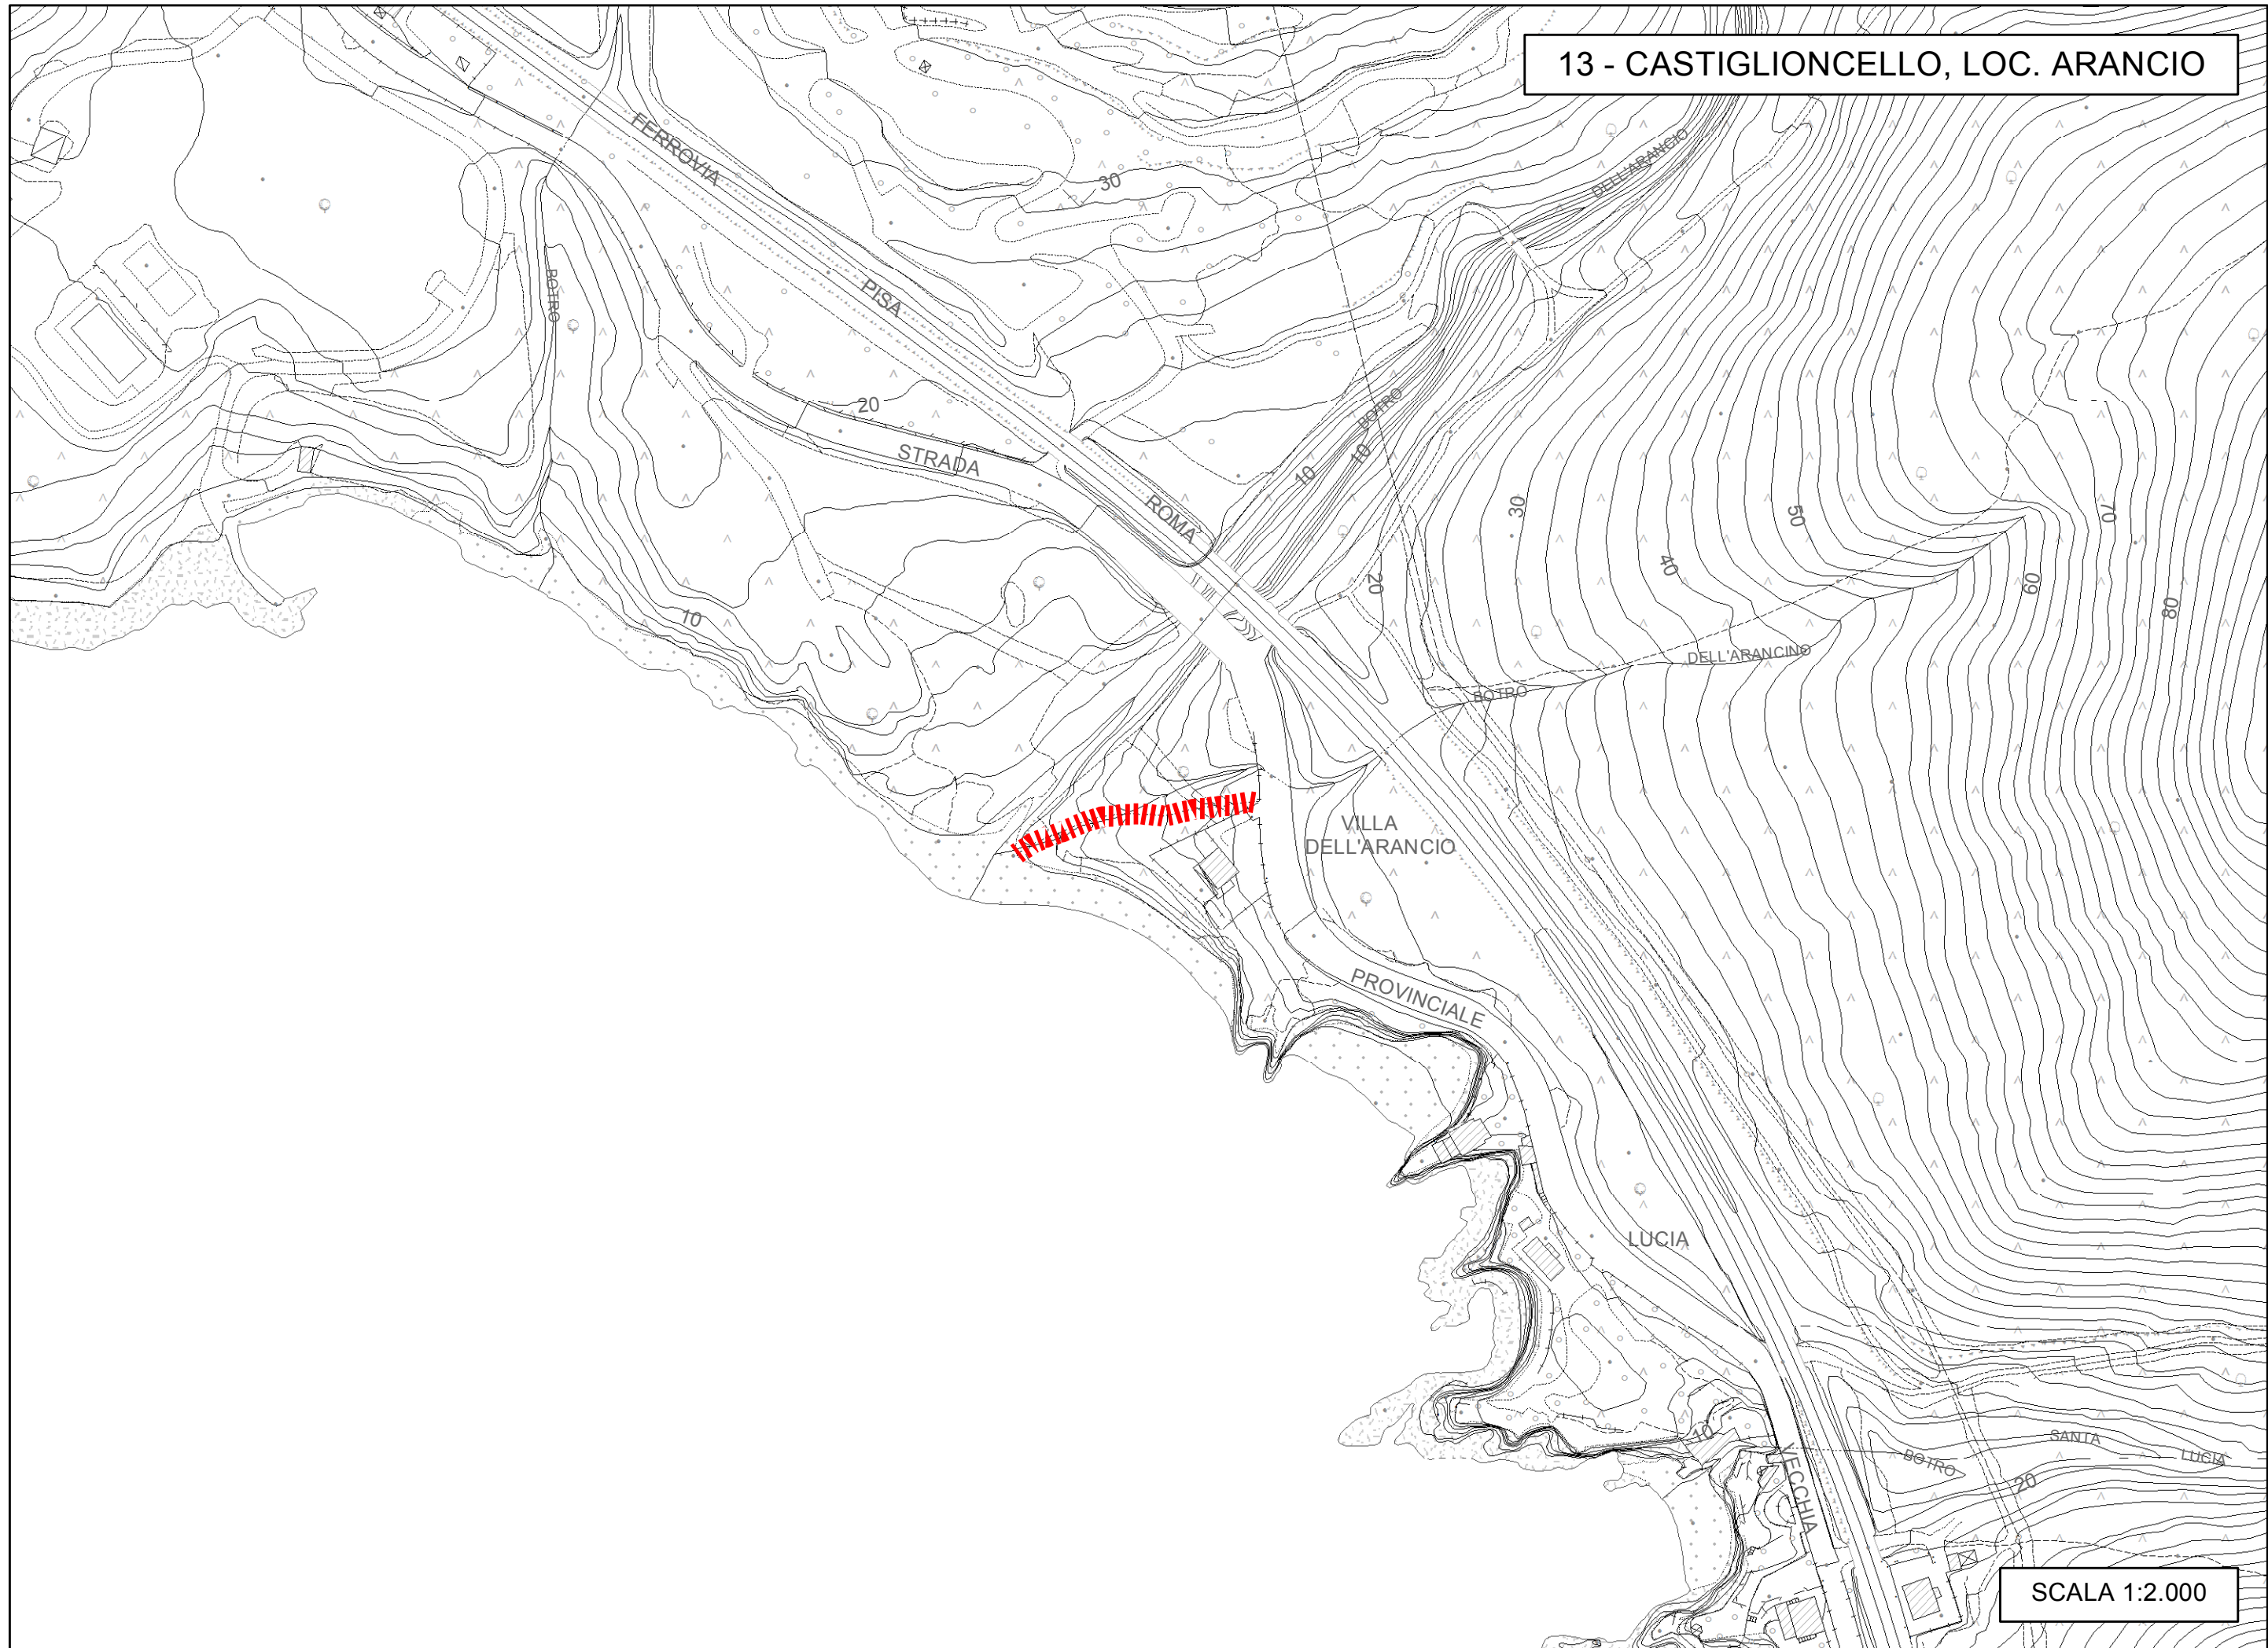 13 - CASTIGLIONCELLO, LOC. ARANCIO
FERROVIA
DELL'ARANCIO
30
BOTRO
PISA
20
BOTRO
STRADA
10
10
ROMA
30
50
70
40
20
60
80
10
DELL'ARANCINO
BOTRO
VILLA
DELL'ARANCIO
PROVINCIALE
LUCIA
10
VECCHIA
BOTRO
SANTA
LUCIA
20
SCALA 1:2.000